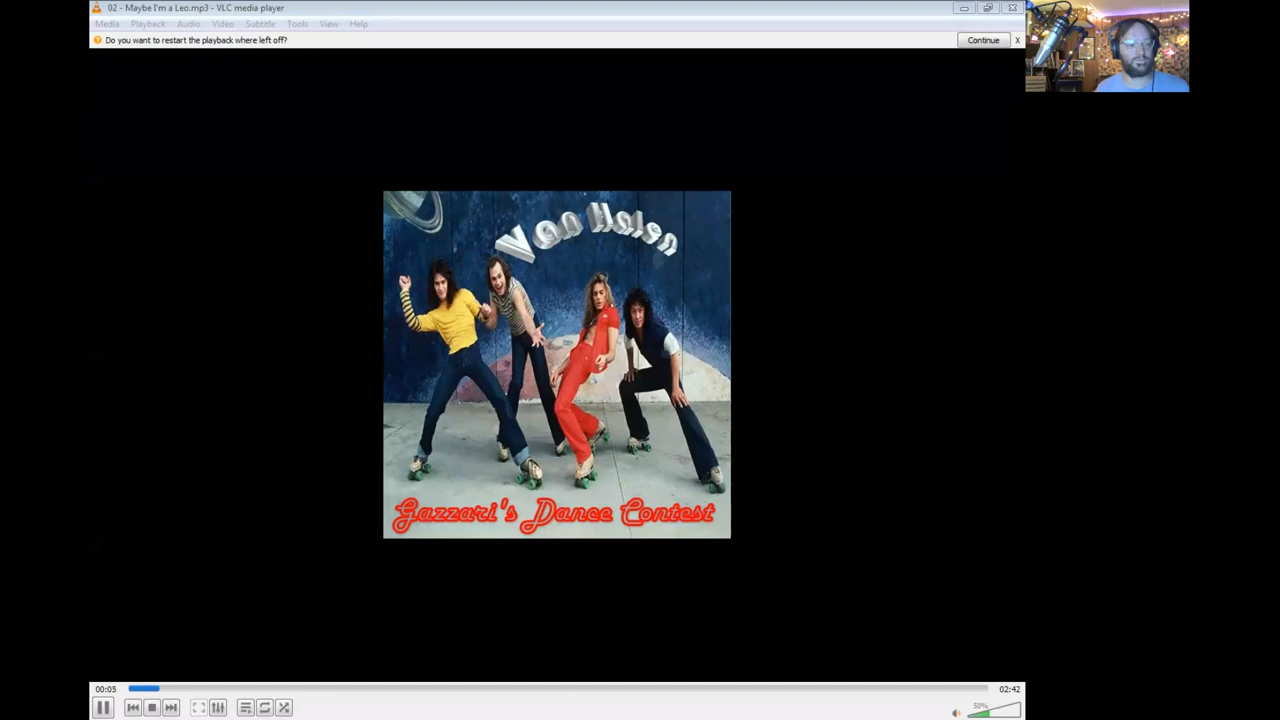 02 - Maybe I'm a Leo.mp3 - VLC media player
Media Playback Audio Video Subtitle Tools View Help
Do you want to restart the playback where left off? Continue X
Van Halen
Gazzari's Dance Contest
00:05 02:42
50%